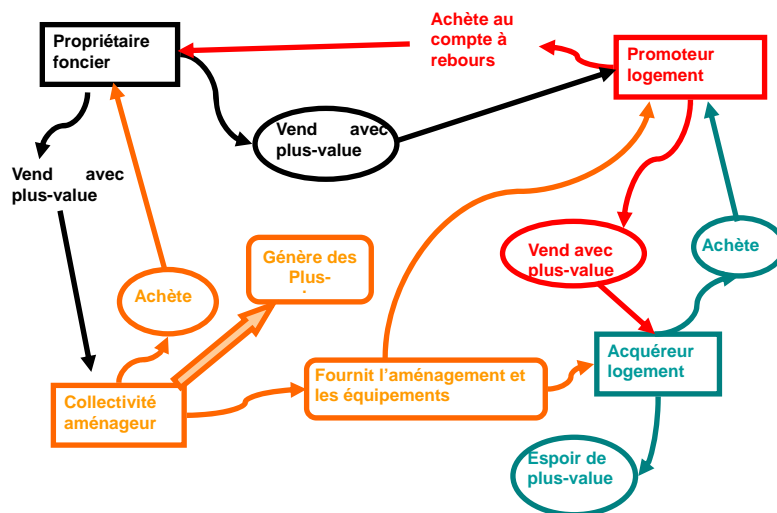 Achète au
compte à
rebours
Propriétaire
foncier
Promoteur
logement
Vend avec
plus-value
Vend avec
plus-value
Génère des
Plus-
Vend avec
plus-value
Achète
Achète
Fournit l’aménagement et
les équipements
Acquéreur
logement
Collectivité
aménageur
Espoir de
plus-value